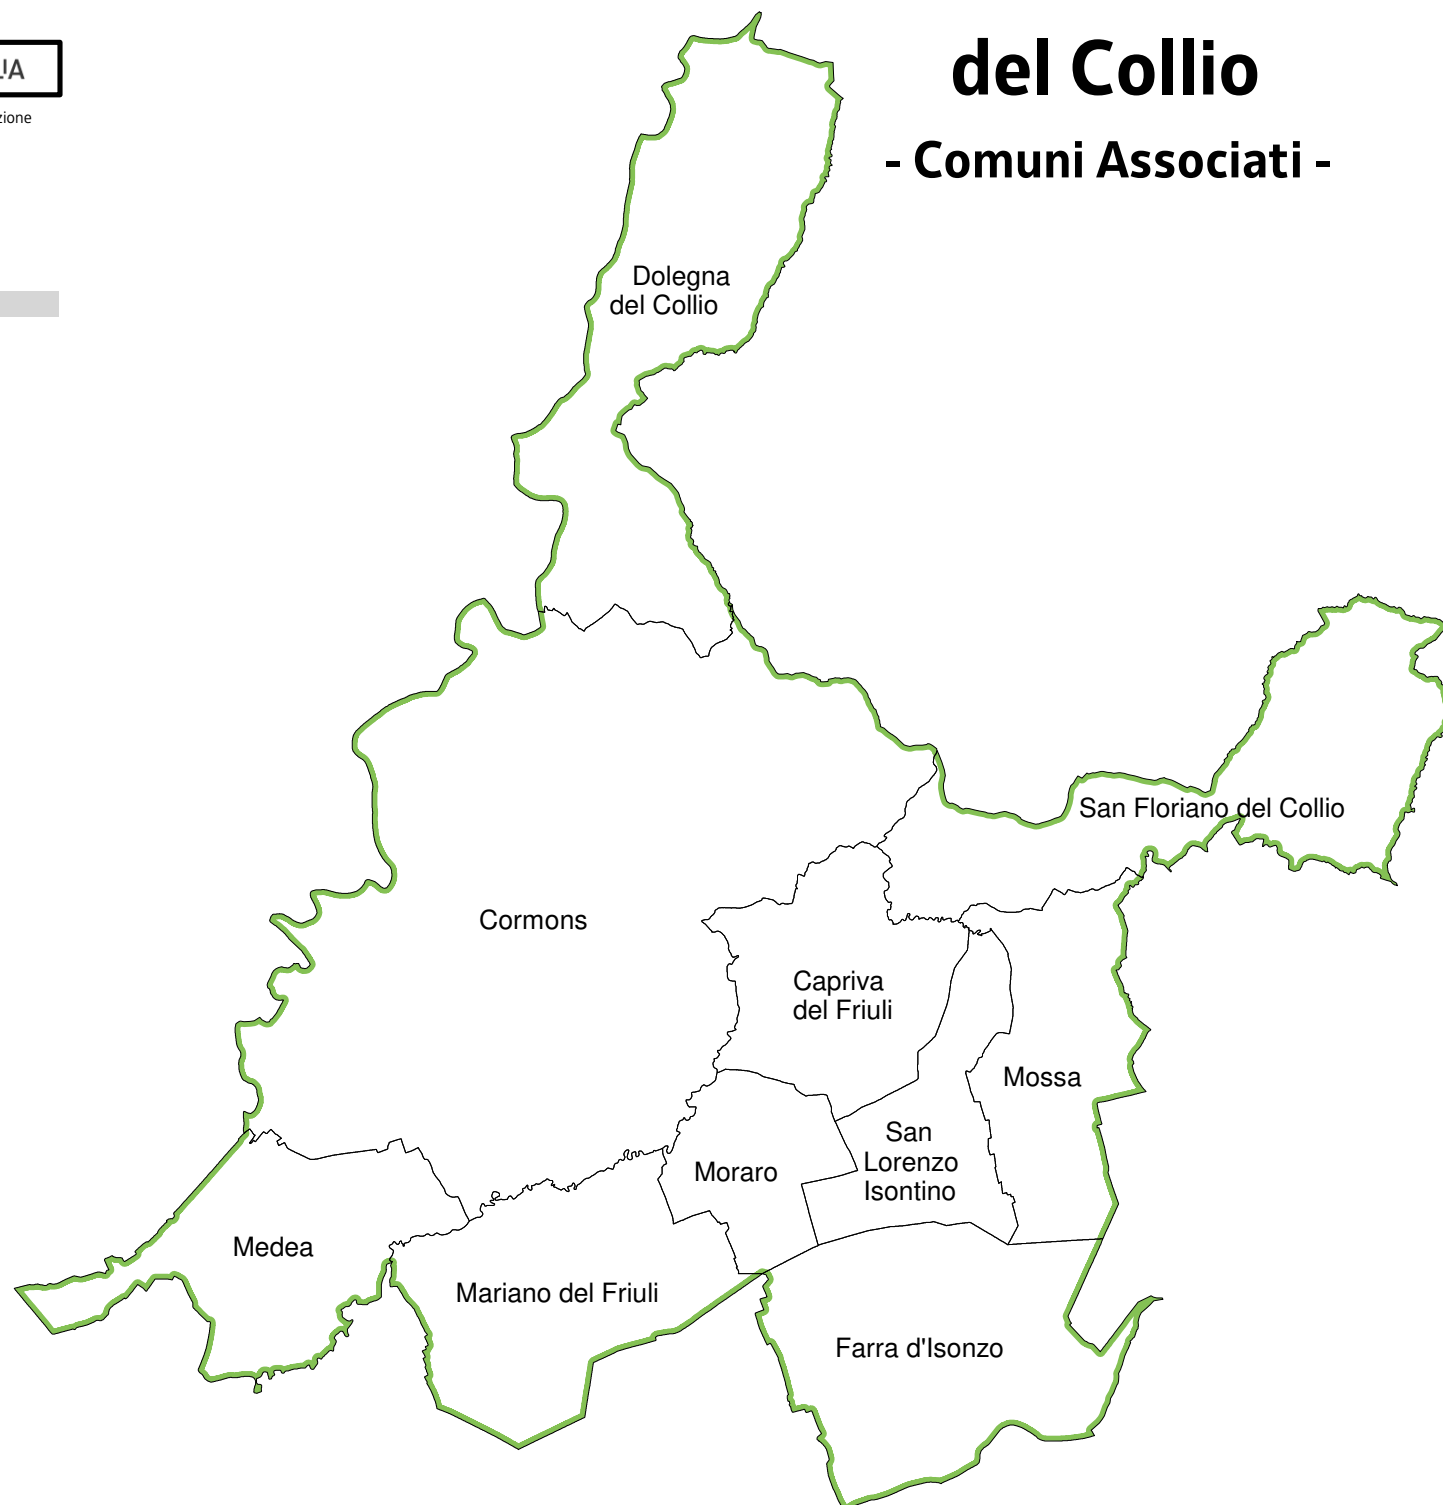 del Collio
- Comuni Associati -
Dolegna
del Collio
San Floriano del Collio
Cormons
Capriva
del Friuli
Mossa
San
Lorenzo
Isontino
Moraro
Medea
Mariano del Friuli
Farra d'Isonzo